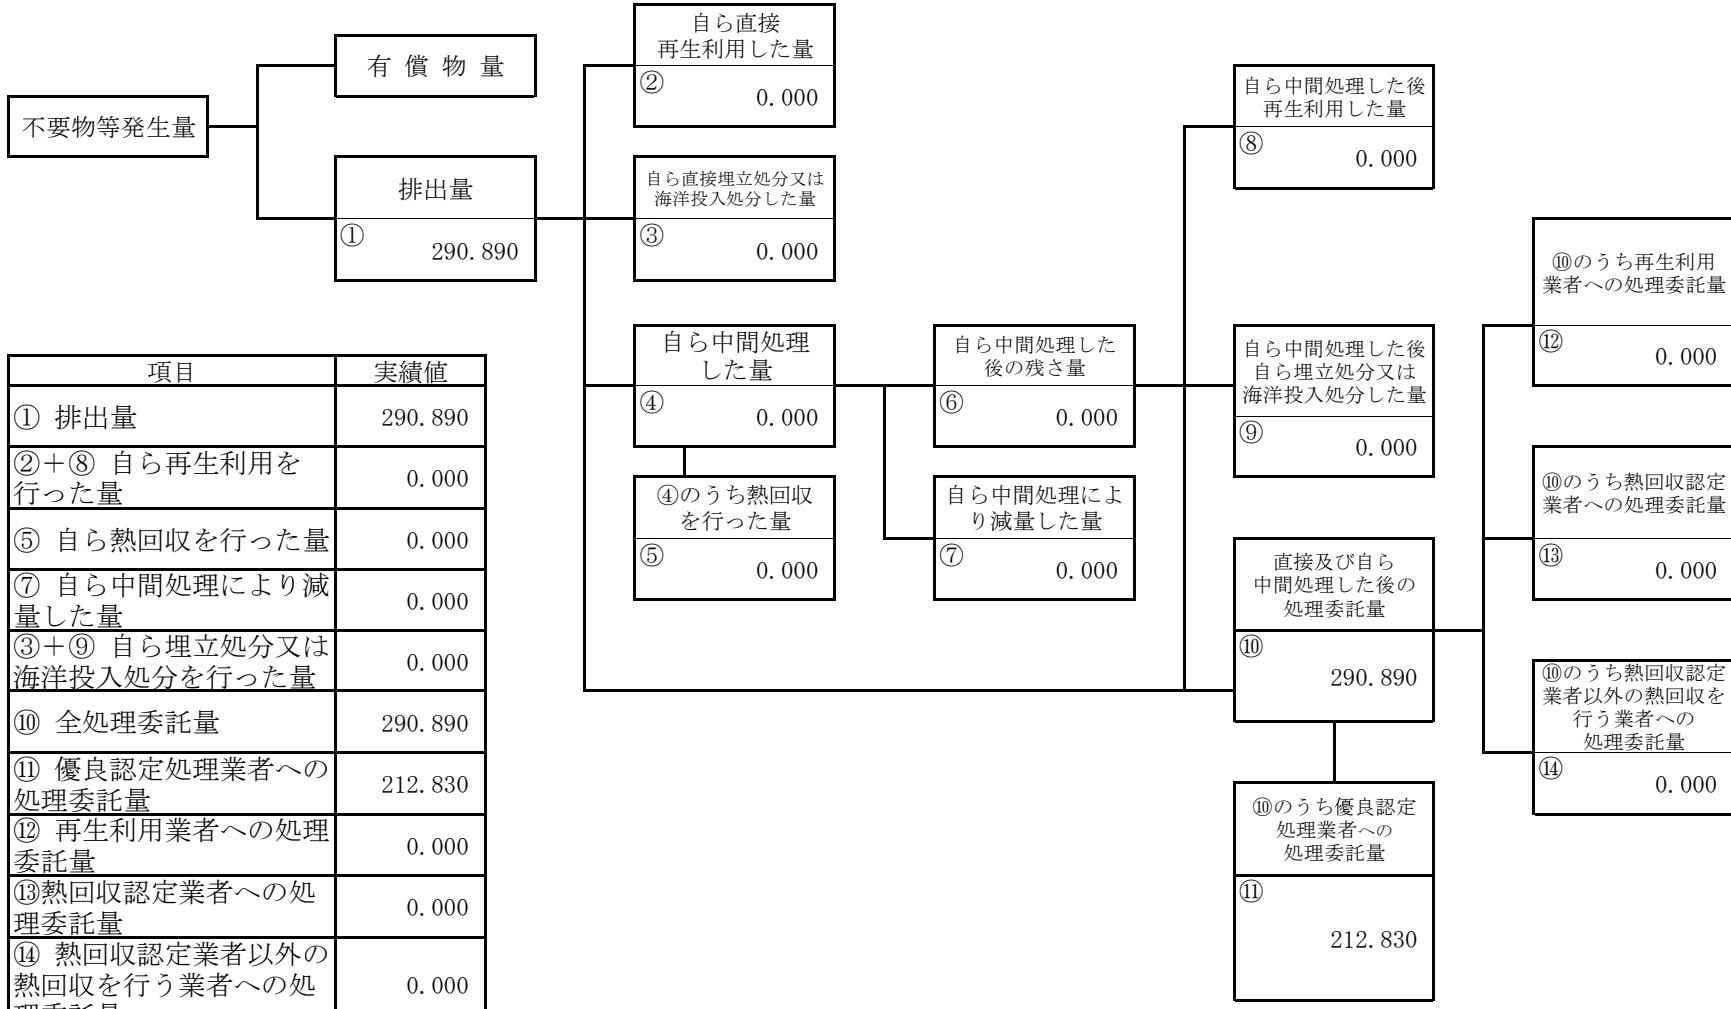 不要物等発生量
有 償 物 量
排出量
①
290.890
自ら直接
再生利用した量
②
0.000
自ら直接埋立処分又は
海洋投入処分した量
③
0.000
自ら中間処理
した量
④
0.000
④のうち熱回収
を行った量
⑤
0.000
自ら中間処理した
後の残さ量
⑥
0.000
自ら中間処理によ
り減量した量
⑦
0.000
自ら中間処理した後
再生利用した量
⑧
0.000
自ら中間処理した後
自ら埋立処分又は
海洋投入処分した量
⑨
0.000
直接及び自ら
中間処理した後の
処理委託量
⑩
290.890
⑩のうち優良認定
処理業者への
処理委託量
⑪
212.830
⑩のうち再生利用
業者への処理委託量
⑫
0.000
⑩のうち熱回収認定
業者への処理委託量
⑬
0.000
⑩のうち熱回収認定
業者以外の熱回収を
行う業者への
処理委託量
⑭
0.000
項目 実績値
① 排出量 290.890
②＋⑧ 自ら再生利用を
行った量 0.000
⑤ 自ら熱回収を行った量 0.000
⑦ 自ら中間処理により減
量した量 0.000
③＋⑨ 自ら埋立処分又は
海洋投入処分を行った量 0.000
⑩ 全処理委託量 290.890
⑪ 優良認定処理業者への
処理委託量 212.830
⑫ 再生利用業者への処理
委託量 0.000
⑬熱回収認定業者への処
理委託量 0.000
⑭ 熱回収認定業者以外の
熱回収を行う業者への処 0.000